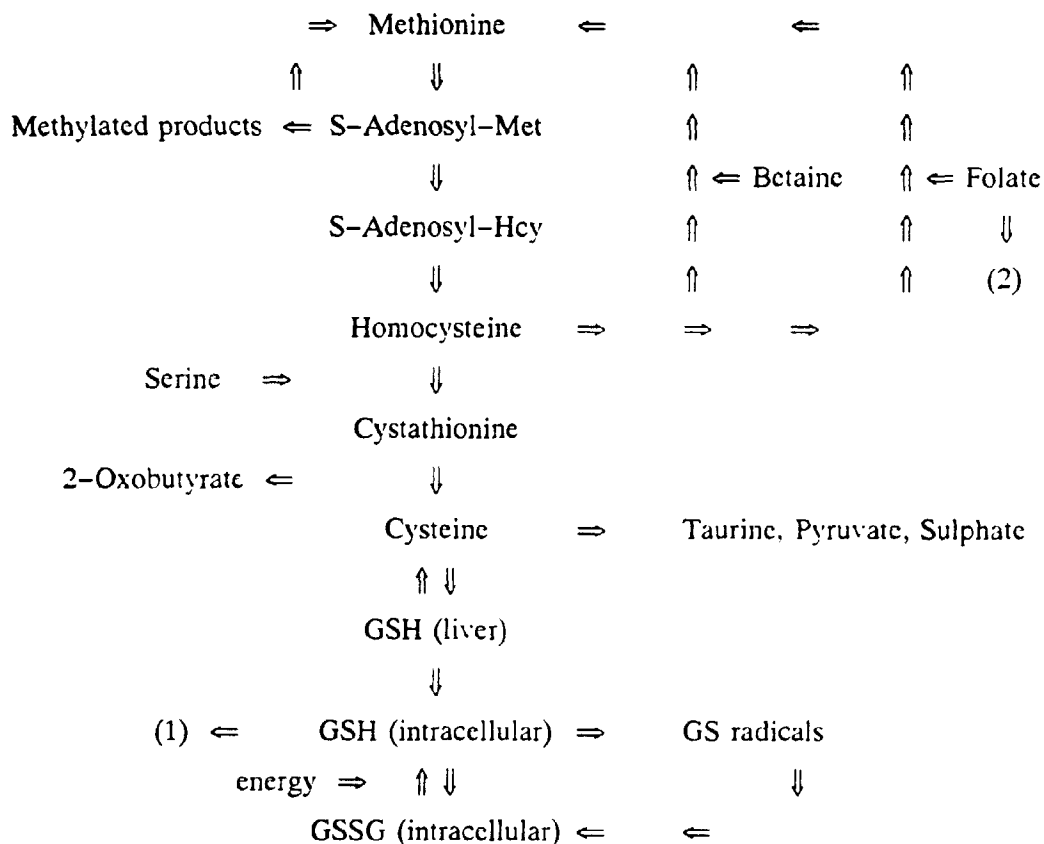 ⇒ Methionine ⇐ ⇐
⇑ ⇓ ⇑ ⇑
Methylated products ⇐ S-Adenosyl-Met ⇑ ⇑
⇓ ⇑ ⇐ Betaine ⇑ ⇐ Folate
S-Adenosyl-Hcy ⇑ ⇑ ⇓
⇓ ⇑ ⇑ (2)
Homocysteine ⇒ ⇒ ⇒
Serine ⇒ ⇓
Cystathionine
2-Oxobutyrate ⇐ ⇓
Cysteine ⇒ Taurine, Pyruvate, Sulphate
⇑ ⇓
GSH (liver)
⇓
(1) ⇐ GSH (intracellular) ⇒ GS radicals
energy ⇒ ⇑ ⇓ ⇓
GSSG (intracellular) ⇐ ⇐